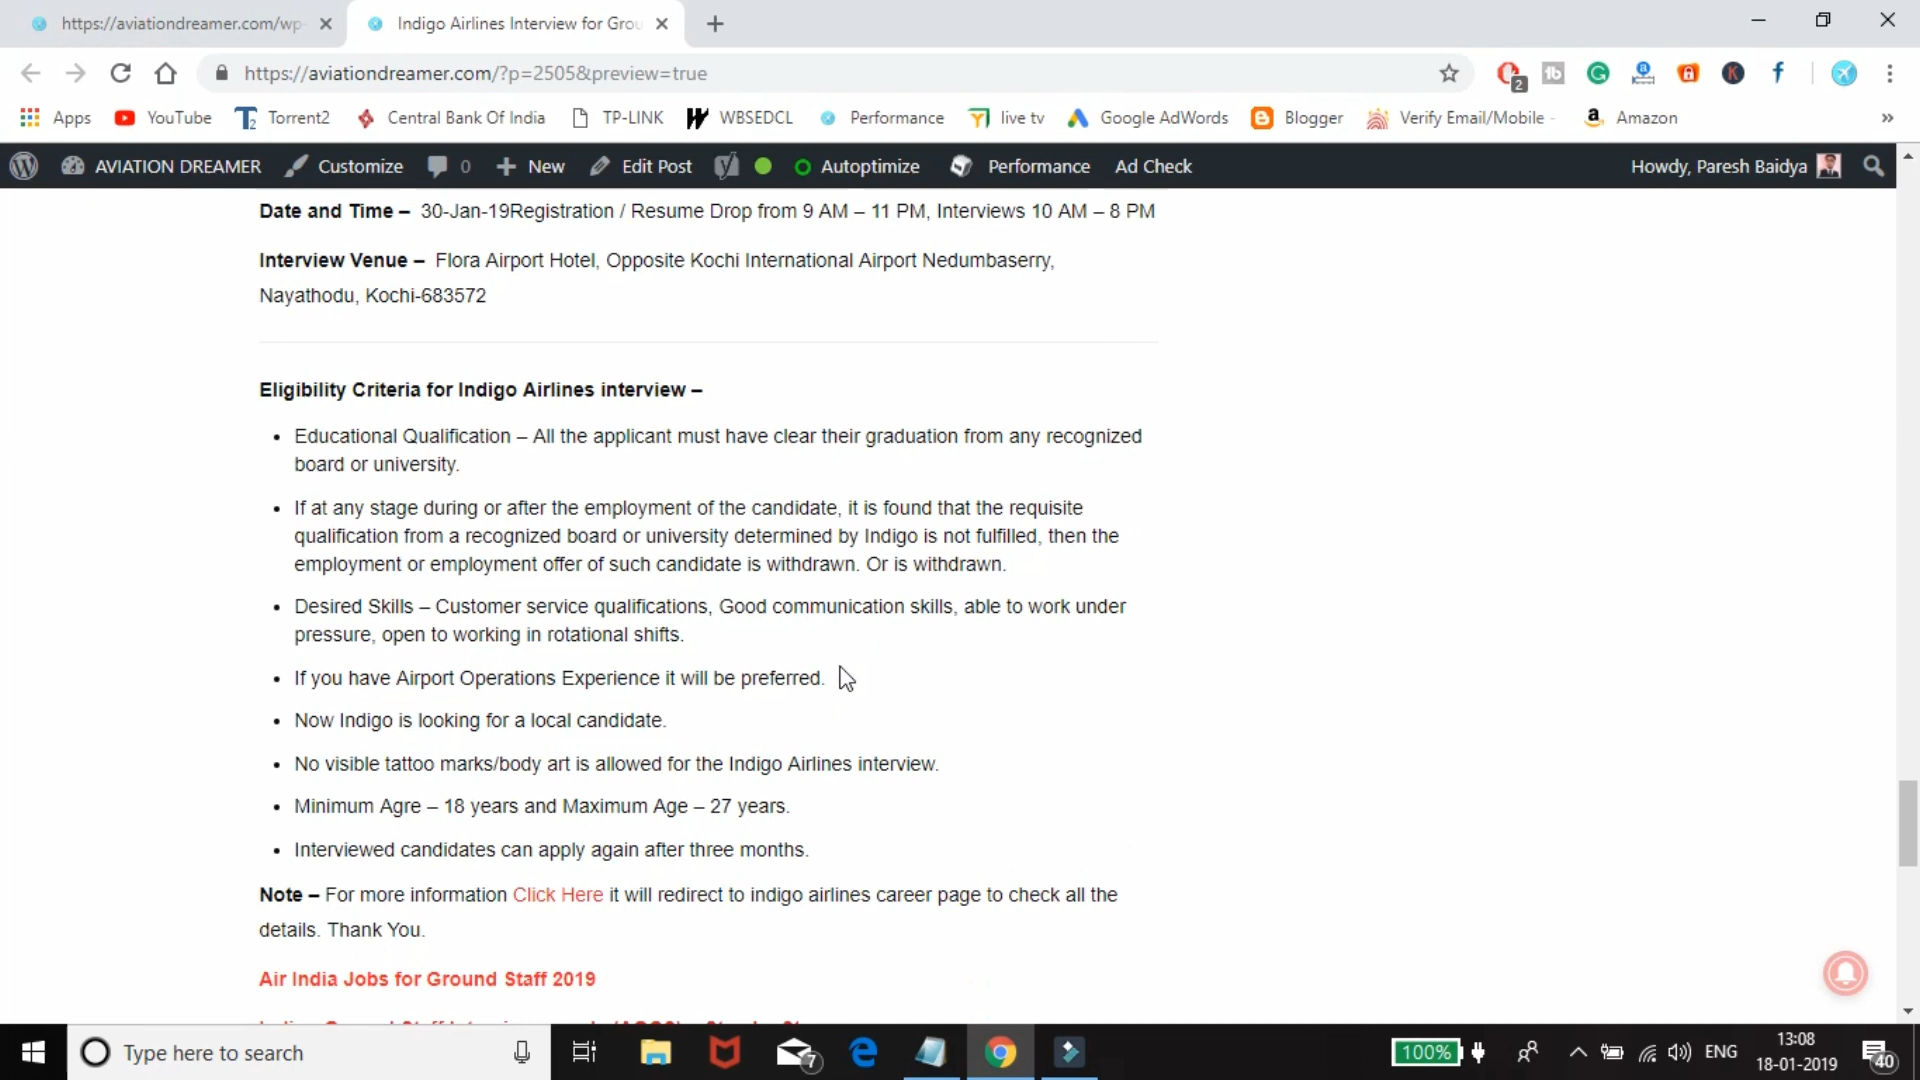 https://aviationdreamer.com/wp-
Indigo Airlines Interview for Grou
https://aviationdreamer.com/?p=2505&preview=true
2
Apps YouTube Torrent2 Central Bank Of India TP-LINK WBSEDCL Performance live tv Google AdWords Blogger Verify Email/Mobile - Amazon »
AVIATION DREAMER Customize 0 New Edit Post Autoptimize Performance Ad Check Howdy, Paresh Baidya
Date and Time – 30-Jan-19Registration / Resume Drop from 9 AM – 11 PM, Interviews 10 AM – 8 PM
Interview Venue – Flora Airport Hotel, Opposite Kochi International Airport Nedumbaserry,
Nayathodu, Kochi-683572
Eligibility Criteria for Indigo Airlines interview –
• Educational Qualification – All the applicant must have clear their graduation from any recognized
board or university.
• If at any stage during or after the employment of the candidate, it is found that the requisite
qualification from a recognized board or university determined by Indigo is not fulfilled, then the
employment or employment offer of such candidate is withdrawn. Or is withdrawn.
• Desired Skills – Customer service qualifications, Good communication skills, able to work under
pressure, open to working in rotational shifts.
• If you have Airport Operations Experience it will be preferred.
• Now Indigo is looking for a local candidate.
• No visible tattoo marks/body art is allowed for the Indigo Airlines interview.
• Minimum Agre – 18 years and Maximum Age – 27 years.
• Interviewed candidates can apply again after three months.
Note – For more information Click Here it will redirect to indigo airlines career page to check all the
details. Thank You.
Air India Jobs for Ground Staff 2019
Type here to search
7
100%
ENG
13:08
18-01-2019
40